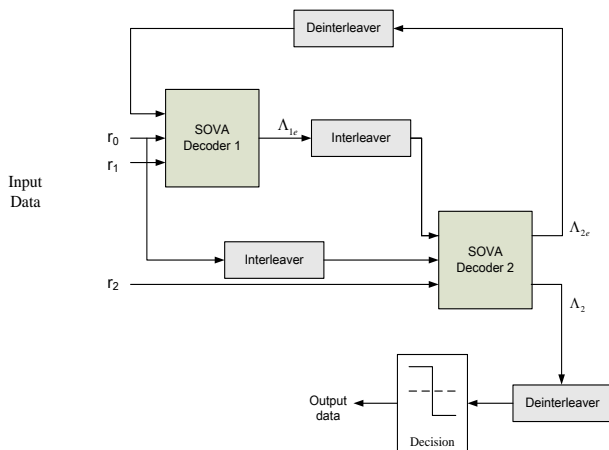 Deinterleaver
SOVA
Decoder 1
Λ1e
Interleaver
r0
r1
Input
Data
Interleaver
SOVA
Decoder 2
Λ2e
r2
Λ2
Output
data
Decision
Deinterleaver